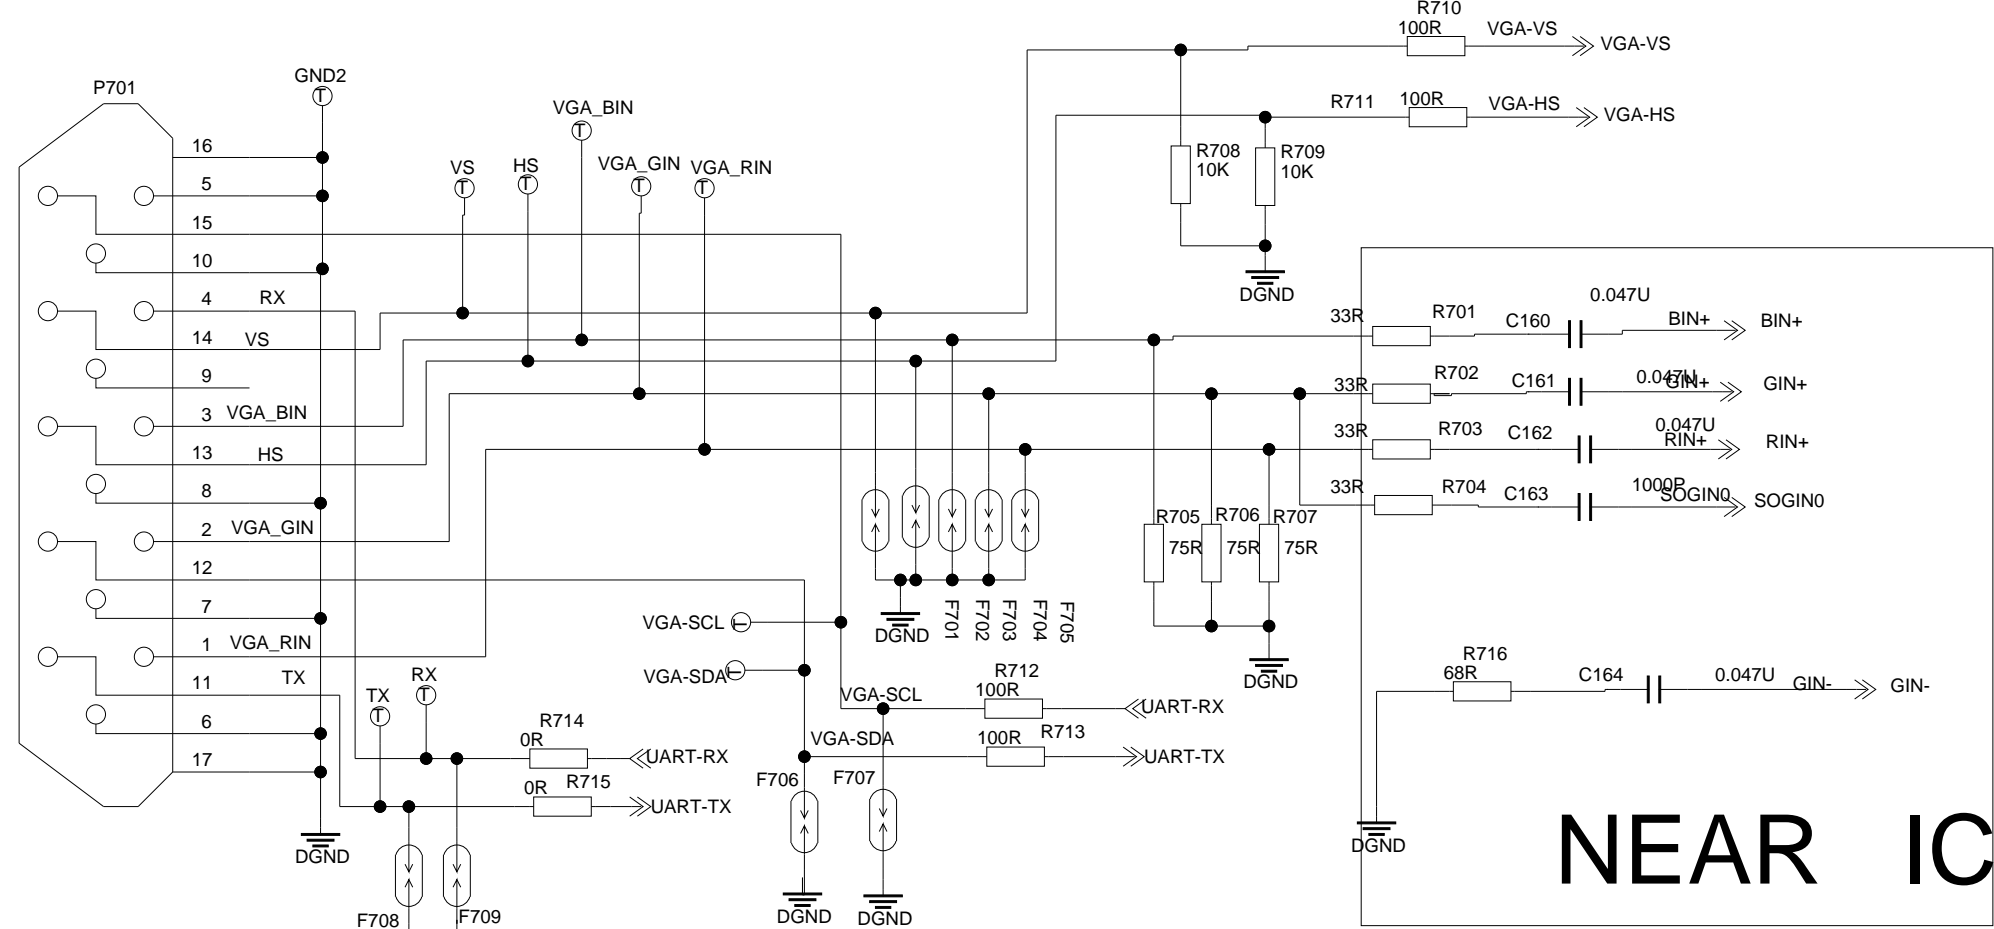 R710
100R
VGA-VS
VGA-VS
P701
GND2
T
VGA_BIN
T
R711
100R
VGA-HS
VGA-HS
16
VS
T
HS
T
VGA_GIN
T
VGA_RIN
T
R708
10K
R709
10K
5
15
10
DGND
4
RX
0.047U
33R
R701
C160
BIN+
BIN+
14
VS
9
33R
R702
C161
0.047U
GIN+
GIN+
3
VGA_BIN
33R
R703
C162
0.047U
RIN+
RIN+
13
HS
8
33R
R704
C163
1000P
SOGIN0
SOGIN0
2
VGA_GIN
R705
75R
R706
75R
R707
75R
12
7
VGA-SCL
T
DGND
F701
F702
F703
F704
F705
1
VGA_RIN
VGA-SDA
T
DGND
11
TX
TX
T
RX
T
VGA-SCL
R712
100R
UART-RX
R716
68R
C164
0.047U
GIN-
GIN-
6
R714
0R
UART-RX
VGA-SDA
100R
R713
UART-TX
17
0R
R715
UART-TX
F706
F707
DGND
DGND
NEAR IC
F708
F709
DGND
DGND